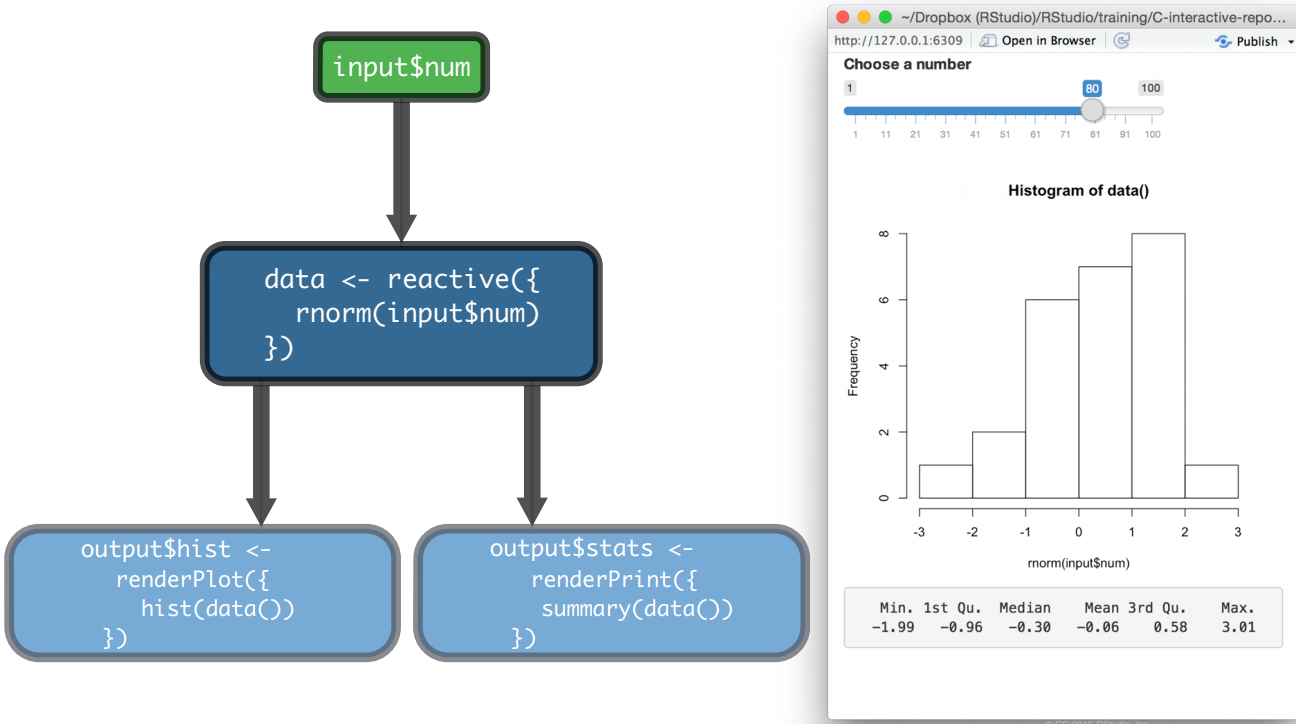 input$num
data <- reactive({
rnorm(input$num)
})
output$hist <-
renderPlot({
hist(data())
})
output$stats <-
renderPrint({
summary(data())
})
~/Dropbox (RStudio)/RStudio/training/C-interactive-repo...
http://127.0.0.1:6309 Open in Browser Publish
Choose a number
1 80 100
1 11 21 31 41 51 61 71 81 91 100
Histogram of data()
Frequency
8
6
4
2
0
-3 -2 -1 0 1 2 3
rnorm(input$num)
Min. 1st Qu. Median Mean 3rd Qu. Max.
-1.99 -0.96 -0.30 -0.06 0.58 3.01
© CC 2015 RStudio, Inc.